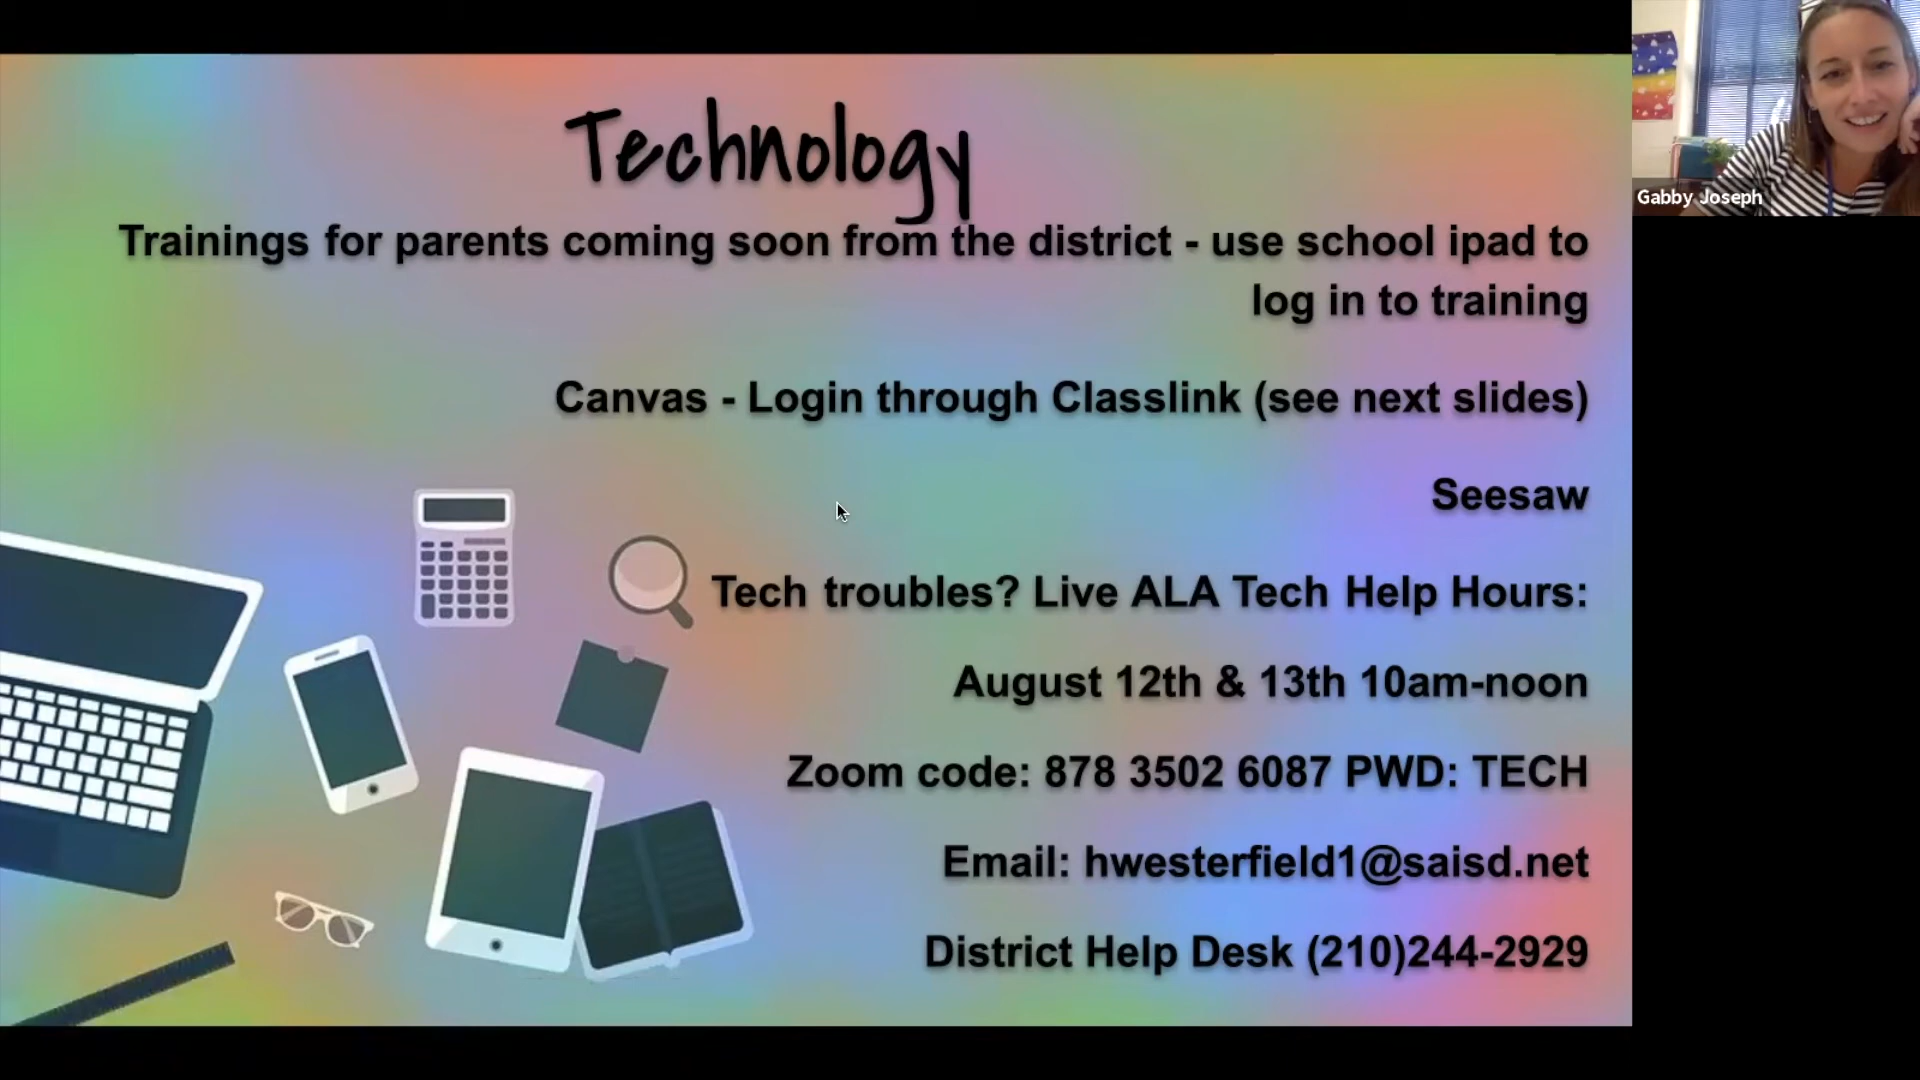 Technology
Trainings for parents coming soon from the district - use school ipad to
log in to training
Canvas - Login through Classlink (see next slides)
Seesaw
Tech troubles? Live ALA Tech Help Hours:
August 12th & 13th 10am-noon
Zoom code: 878 3502 6087 PWD: TECH
Email: hwesterfield1@saisd.net
District Help Desk (210)244-2929
Gabby Joseph